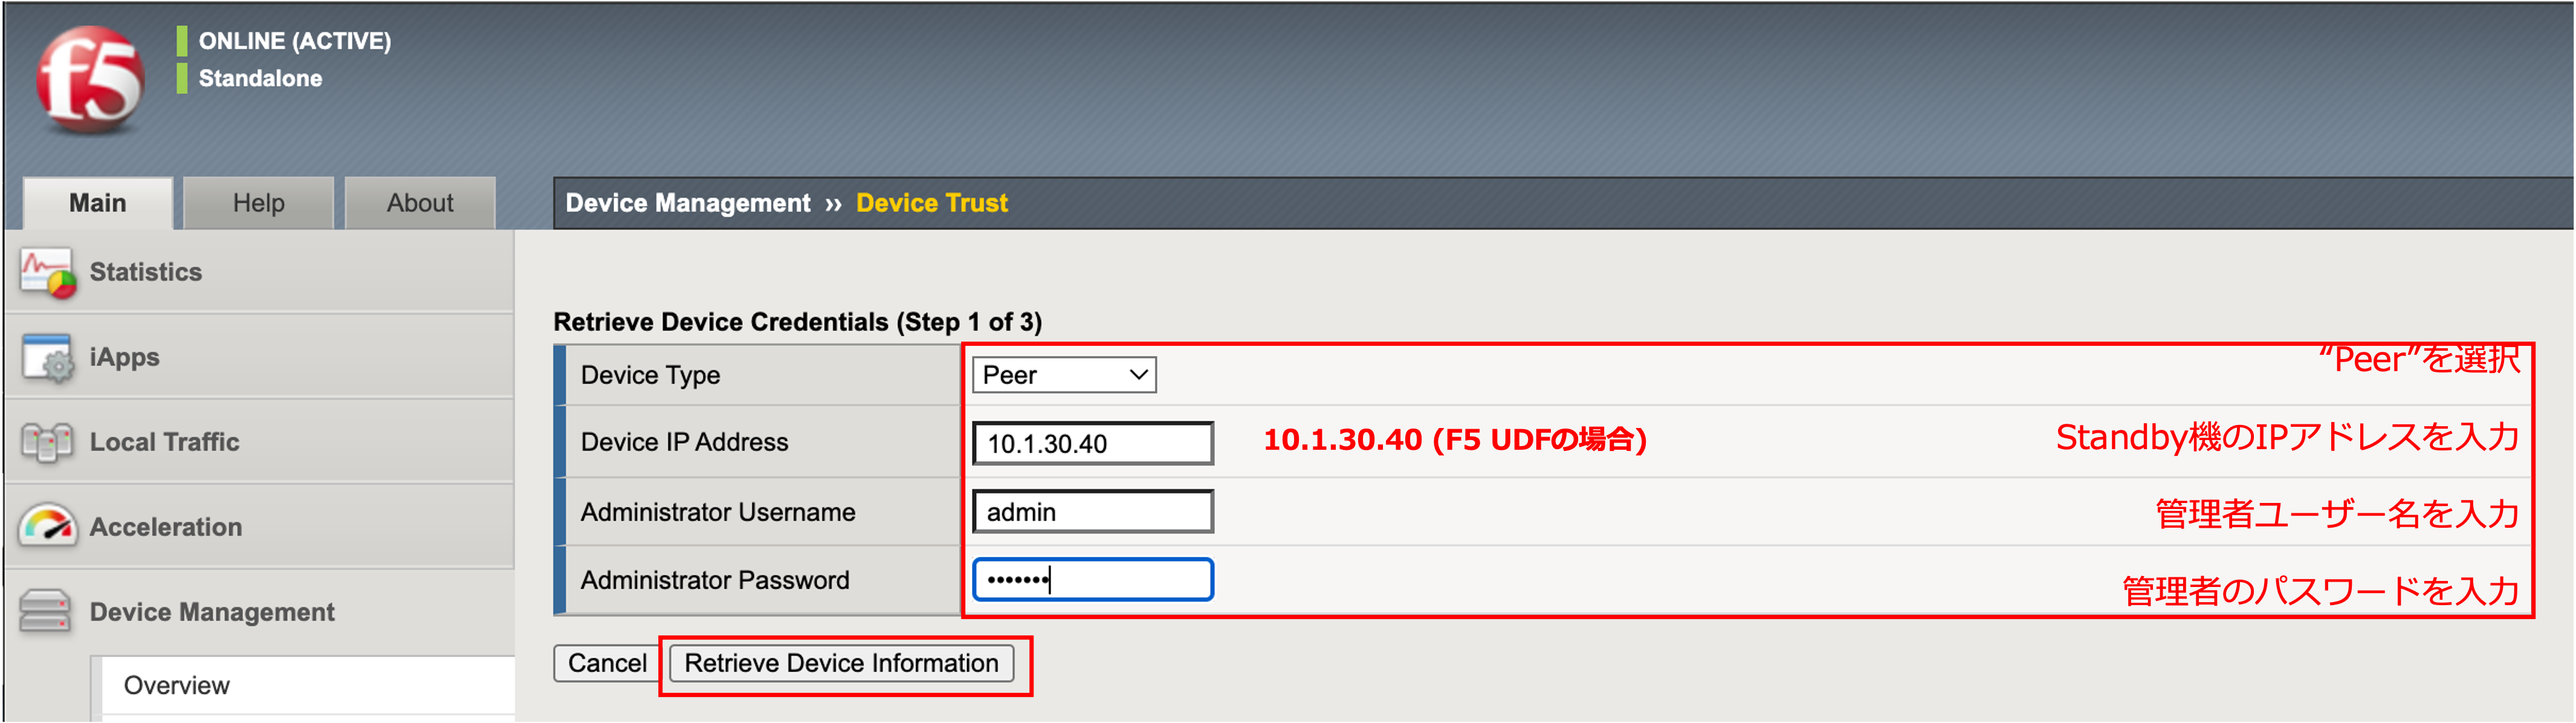 f5
ONLINE (ACTIVE)
Standalone
Main
Help
About
Device Management ›› Device Trust
Statistics
iApps
Local Traffic
Acceleration
Device Management
Overview
Retrieve Device Credentials (Step 1 of 3)
Device Type
Peer
“Peer”を選択
Device IP Address
10.1.30.40
10.1.30.40 (F5 UDFの場合)
Standby機のIPアドレスを入力
Administrator Username
admin
管理者ユーザー名を入力
Administrator Password
•••••••
管理者のパスワードを入力
Cancel
Retrieve Device Information